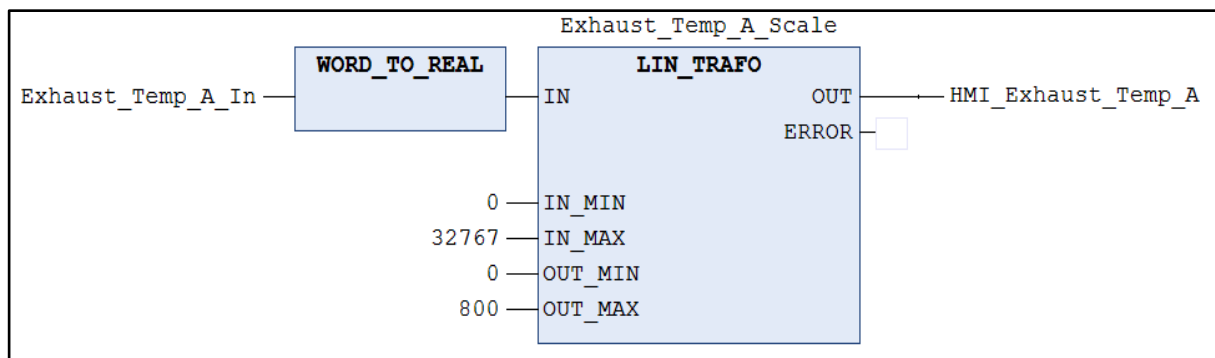 Exhaust_Temp_A_Scale
WORD_TO_REAL
LIN_TRAFO
Exhaust_Temp_A_In
IN
OUT
HMI_Exhaust_Temp_A
ERROR
0
IN_MIN
32767
IN_MAX
0
OUT_MIN
800
OUT_MAX